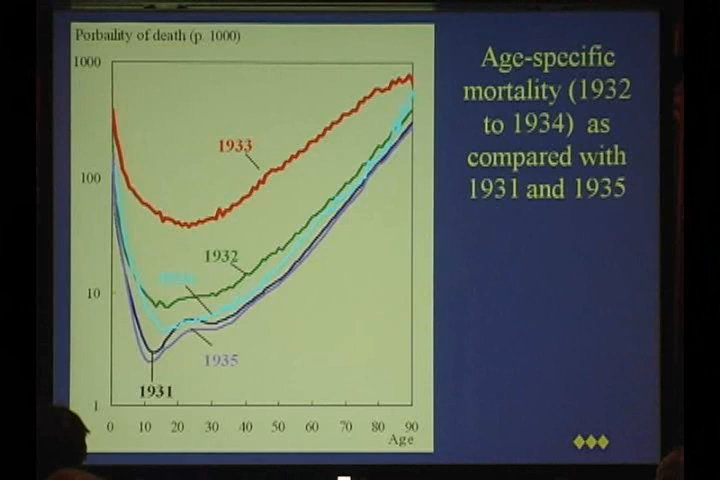 Porbaility of death (p. 1000)
1000
100
10
1
1933
1932
1935
1931
0 10 20 30 40 50 60 70 80 90
Age
Age-specific
mortality (1932
to 1934) as
compared with
1931 and 1935